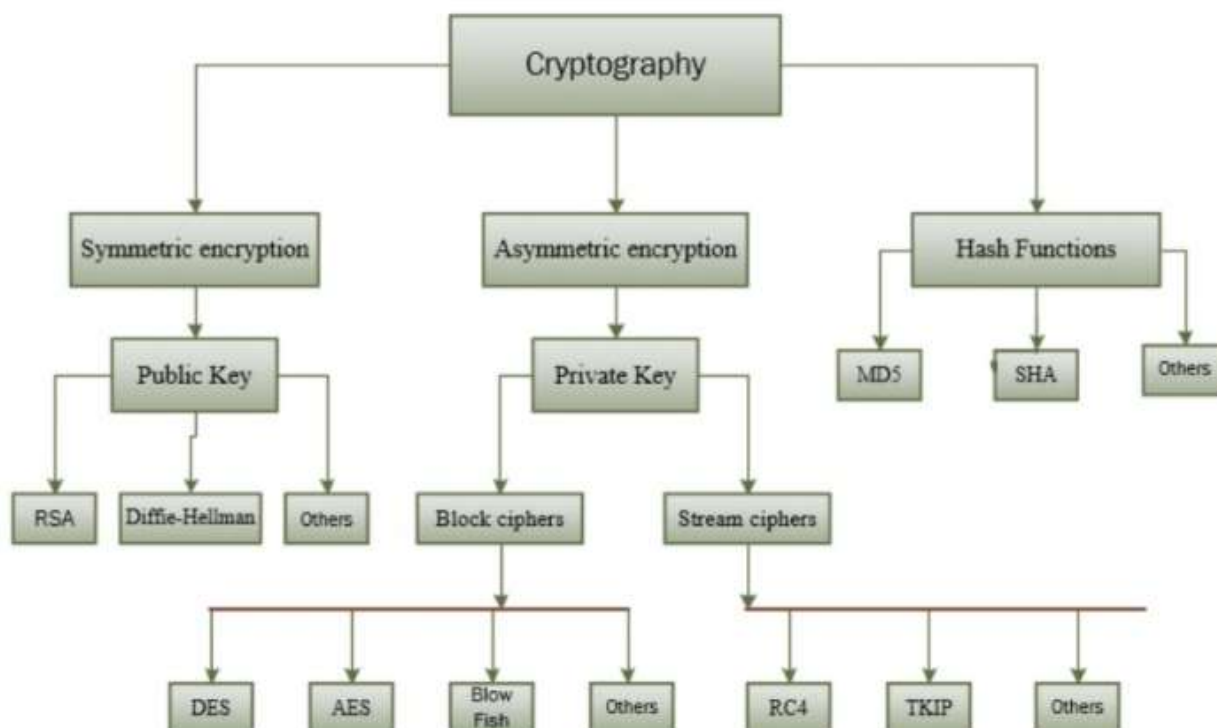 Cryptography
Symmetric encryption
Asymmetric encryption
Hash Functions
Public Key
Private Key
MD5
SHA
Others
RSA
Diffie-Hellman
Others
Block ciphers
Stream ciphers
DES
AES
Blow
Fish
Others
RC4
TKIP
Others